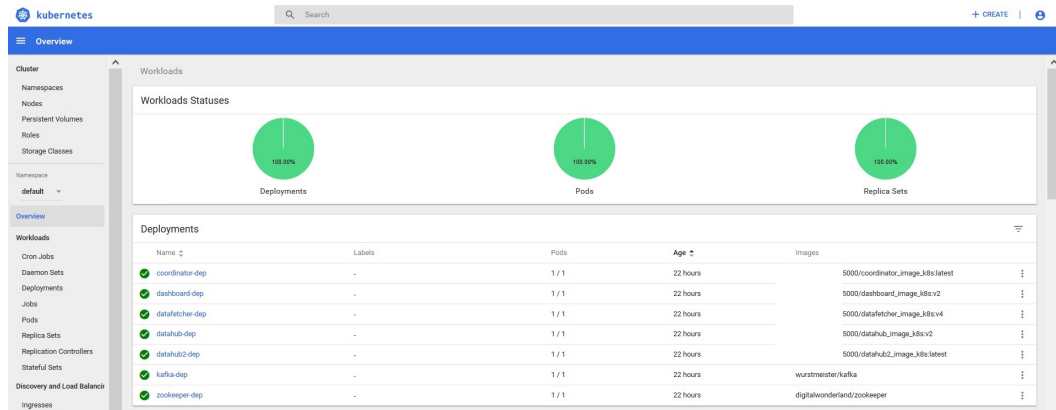 kubernetes
Search
+ CREATE |
Overview
Cluster
Namespaces
Nodes
Persistent Volumes
Roles
Storage Classes
Namespace
default
Overview
Workloads
Cron Jobs
Daemon Sets
Deployments
Jobs
Pods
Replica Sets
Replication Controllers
Stateful Sets
Discovery and Load Balancin
Ingresses
Workloads
Workloads Statuses
100.00% 100.00% 100.00%
Deployments Pods Replica Sets
Deployments
Name Labels Pods Age Images
coordinator-dep - 1 / 1 22 hours 5000/coordinator_image_k8s:latest
dashboard-dep - 1 / 1 22 hours 5000/dashboard_image_k8s:v2
datafetcher-dep - 1 / 1 22 hours 5000/datafetcher_image_k8s:v4
datahub-dep - 1 / 1 22 hours 5000/datahub_image_k8s:v2
datahub2-dep - 1 / 1 22 hours 5000/datahub2_image_k8s:latest
kafka-dep - 1 / 1 22 hours wurstmeister/kafka
zookeeper-dep - 1 / 1 22 hours digitalwonderland/zookeeper